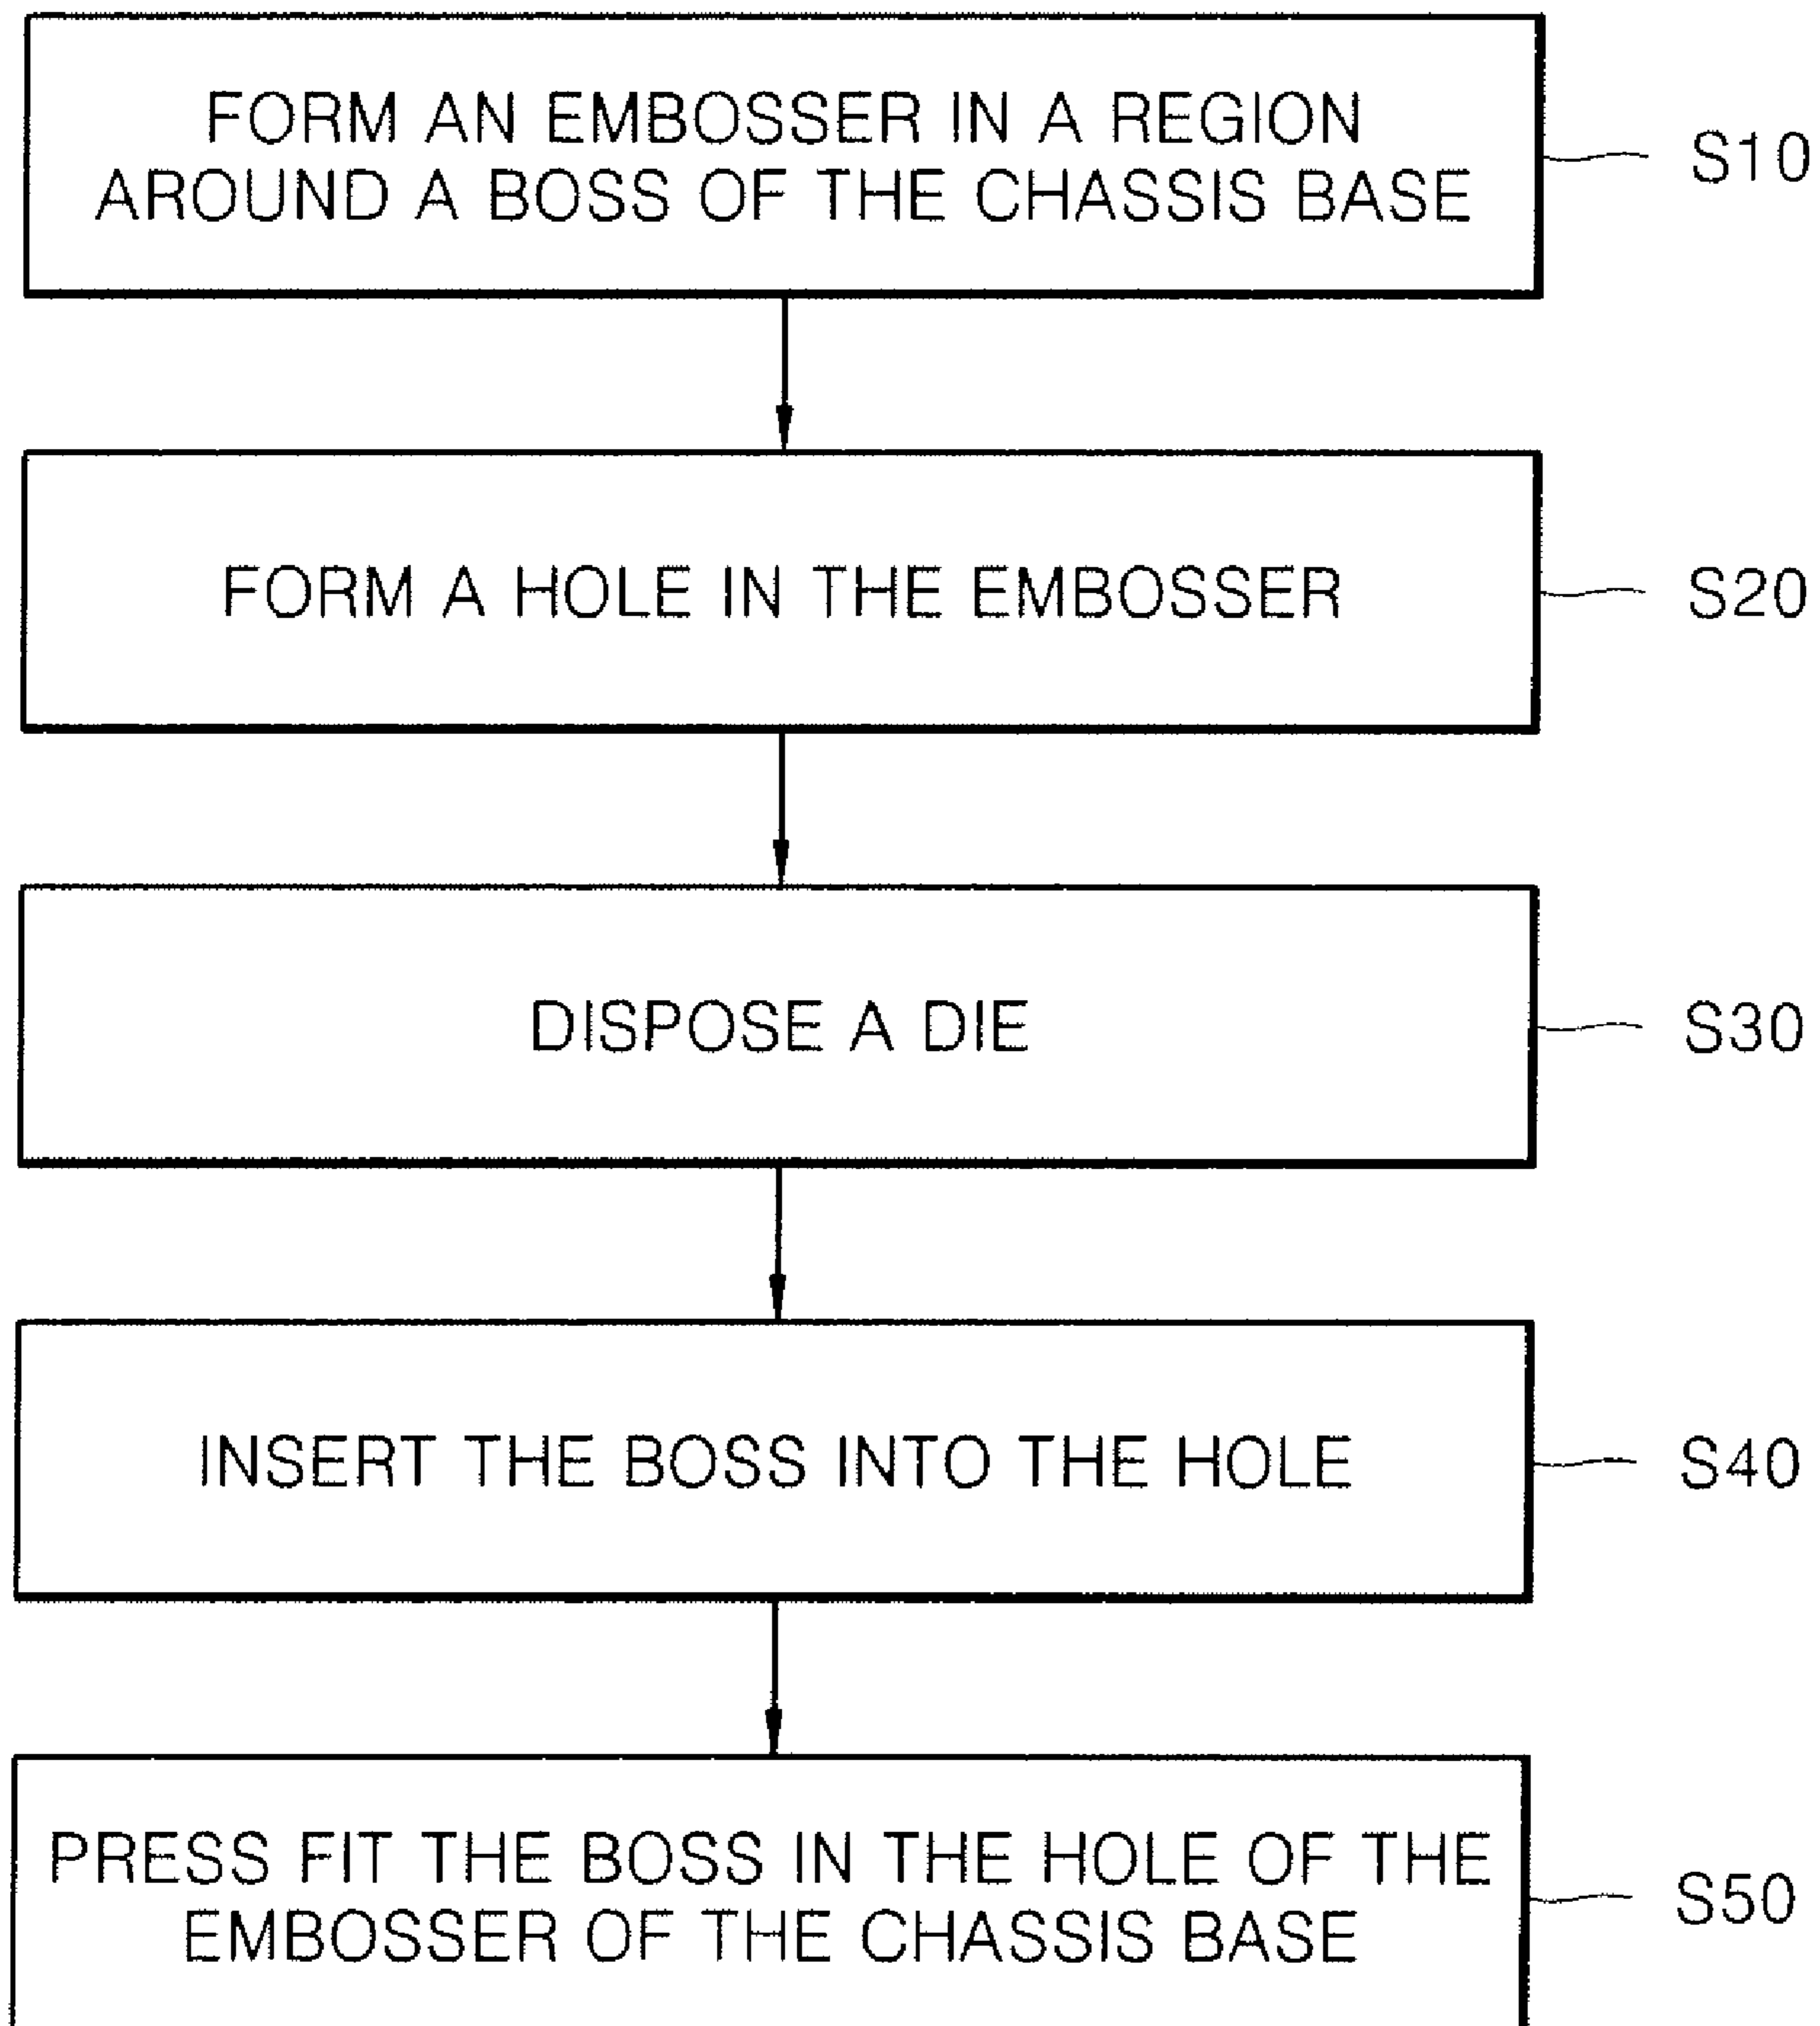 FORM AN EMBOSSER IN A REGION
AROUND A BOSS OF THE CHASSIS BASE
S10
FORM A HOLE IN THE EMBOSSER
S20
DISPOSE A DIE
S30
INSERT THE BOSS INTO THE HOLE
S40
PRESS FIT THE BOSS IN THE HOLE OF THE
EMBOSSER OF THE CHASSIS BASE
S50